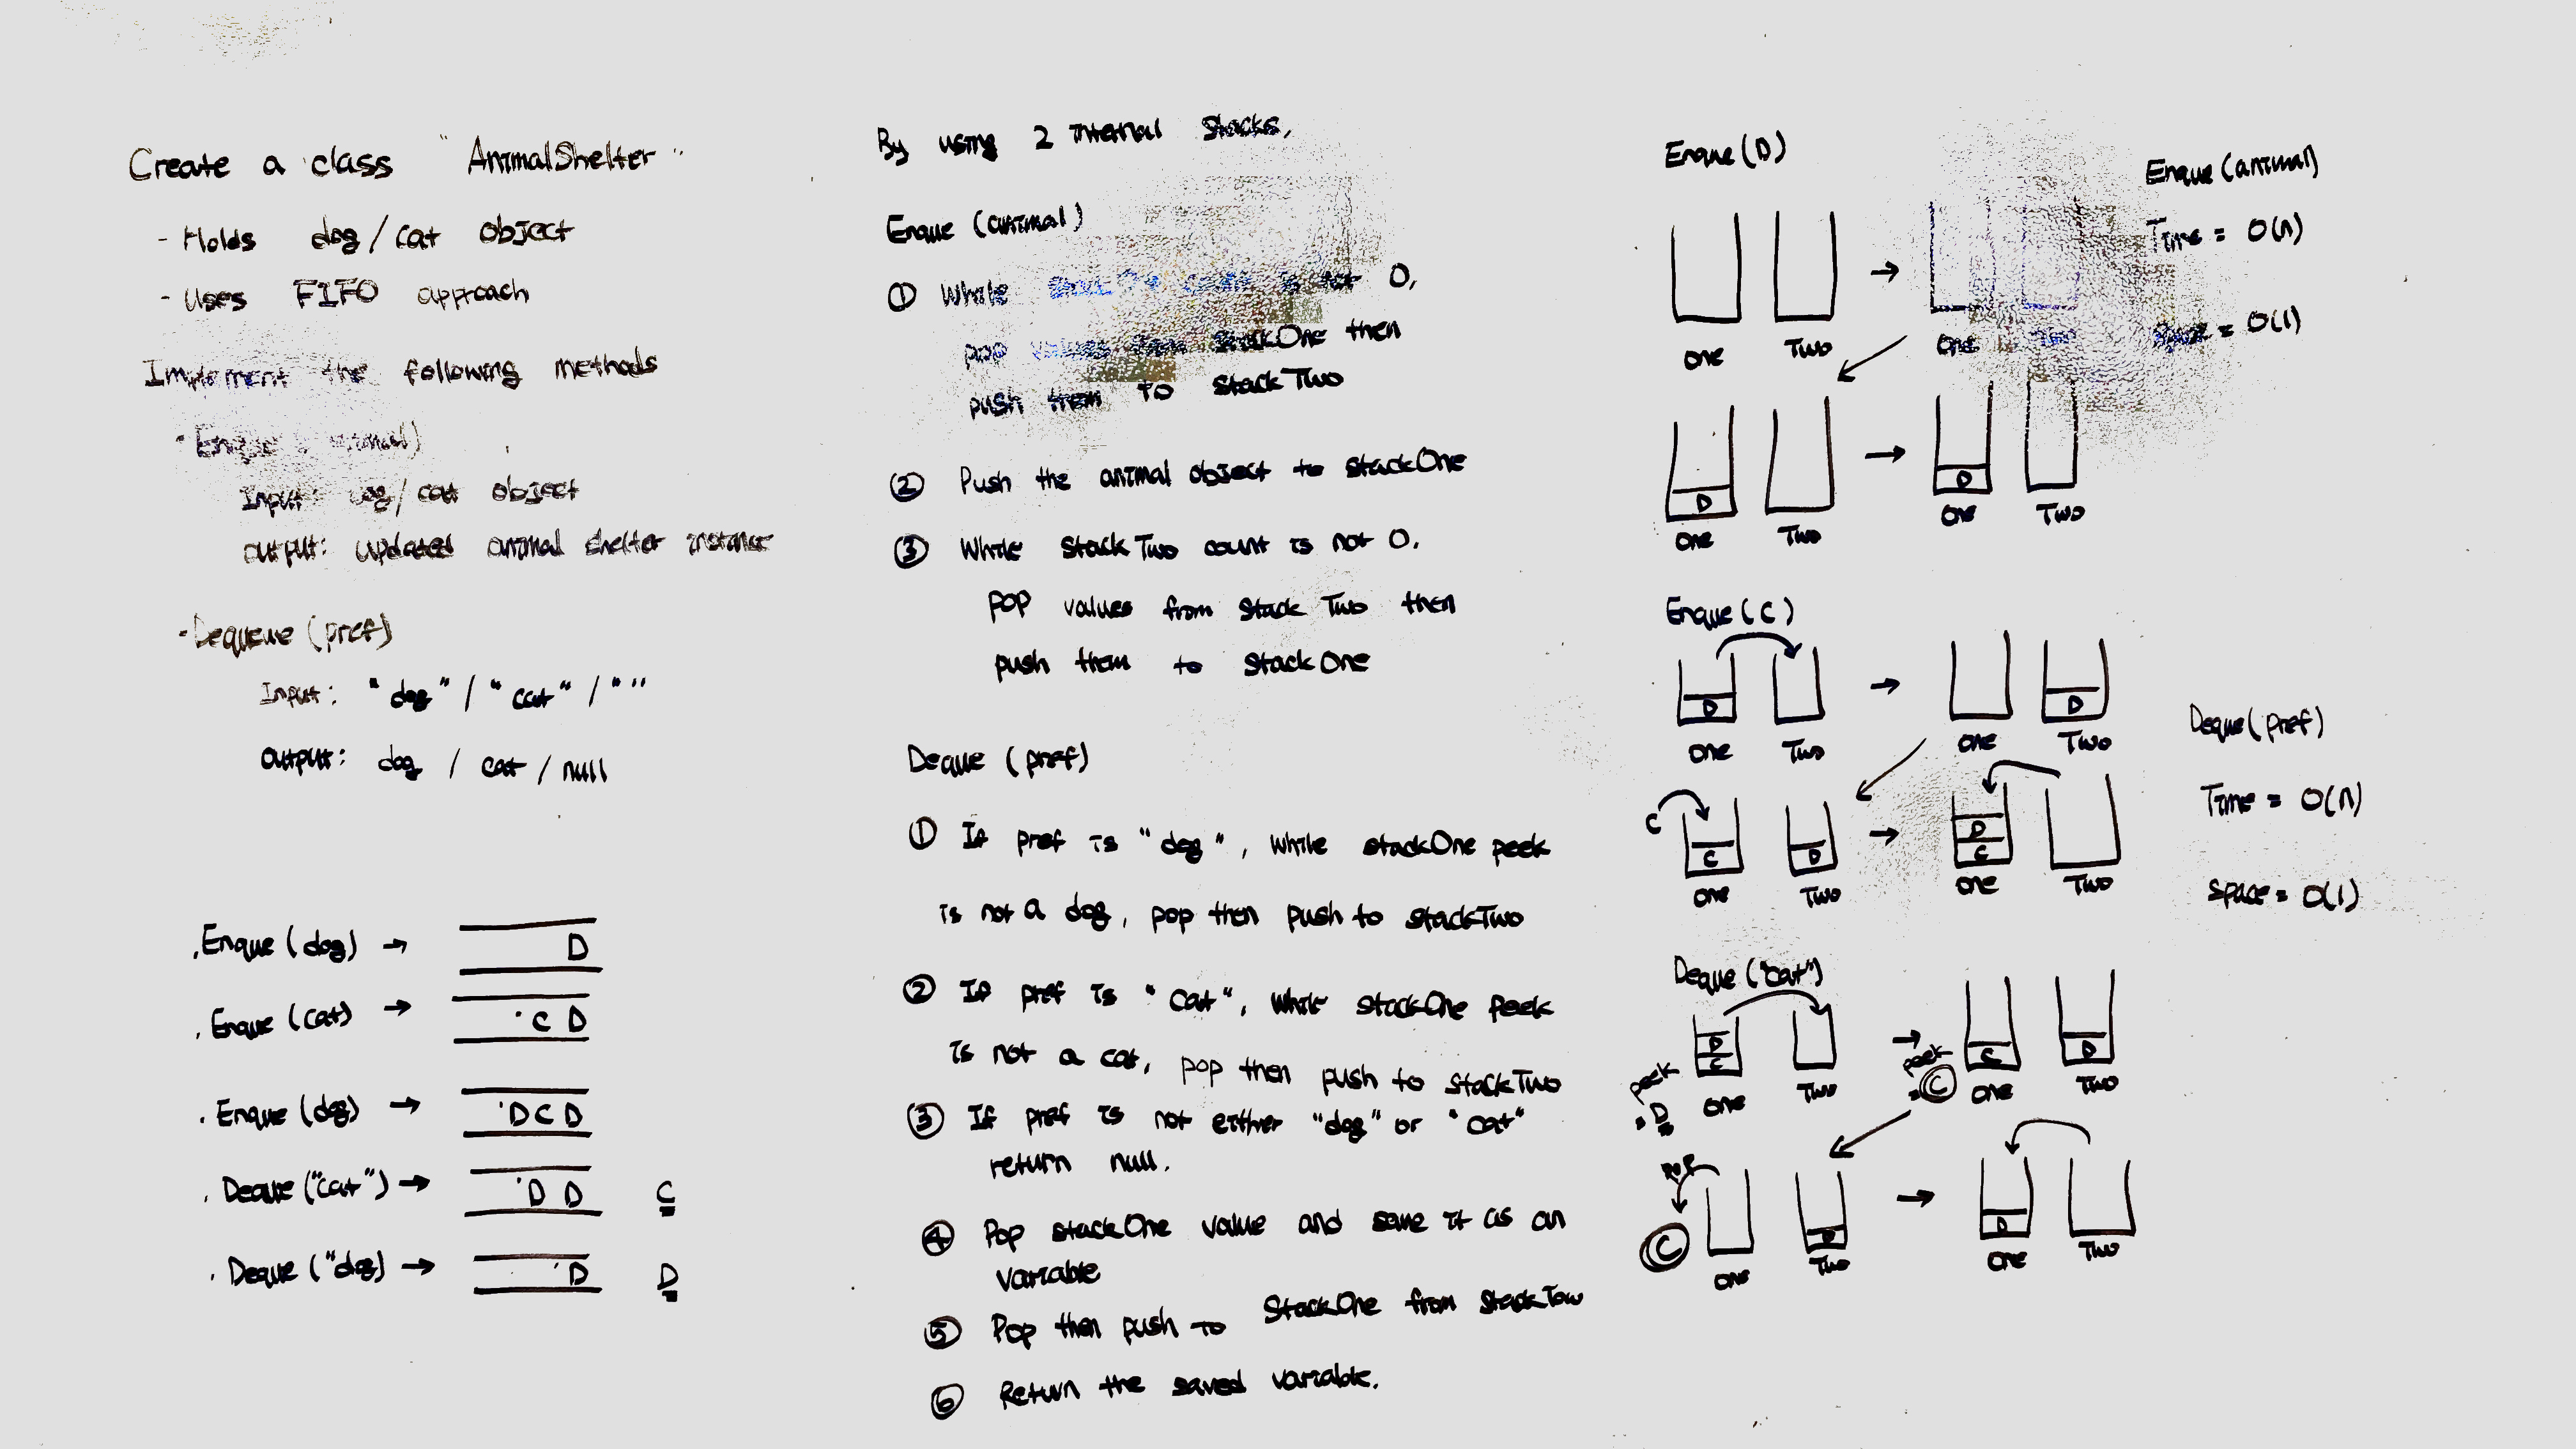 Create a class "AnimalShelter"
- Holds dog/cat object
- Uses FIFO approach
Implement the following methods
- Enque (animal)
Input: dog/cat object
Output: updated animal shelter instance
- Dequeue (pref)
Input: "dog" / "cat" / ""
Output: dog / cat / null
. Enque (dog) → D
. Enque (cat) → C D
. Enque (dog) → D C D
. Deque ("cat") → D D C
. Deque ("dog) → D D
By using 2 internal stacks,
Enque (animal)
① While StackOne count is not 0,
pop values from StackOne then
push them to StackTwo
② Push the animal object to StackOne
③ While StackTwo count is not 0,
pop values from Stack Two then
push them to StackOne
Deque (pref)
① If pref is "dog", while stackOne peek
is not a dog, pop then push to stackTwo
② If pref is "cat", while stackOne peek
is not a cat, pop then push to stackTwo
③ If pref is not either "dog" or "cat"
return null.
④ Pop stackOne value and save it as an
variable
⑤ Pop then push to StackOne from StackTow
⑥ Return the saved variable.
Enque (D)
→
One Two One Two
D → D
One Two One Two
Enque (C)
D → D
One Two One Two
C C D → D C
One Two One Two
Deque ("cat")
D C → C D
peek = D One Two peek = C One Two
POP
C D → D
One Two One Two
Enque (animal)
Time = O(n)
Space = O(1)
Deque (pref)
Time = O(n)
Space = O(1)